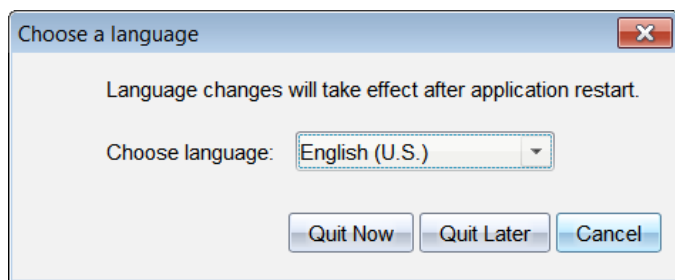 Choose a language
Language changes will take effect after application restart.
Choose language: English (U.S.)
Quit Now Quit Later Cancel